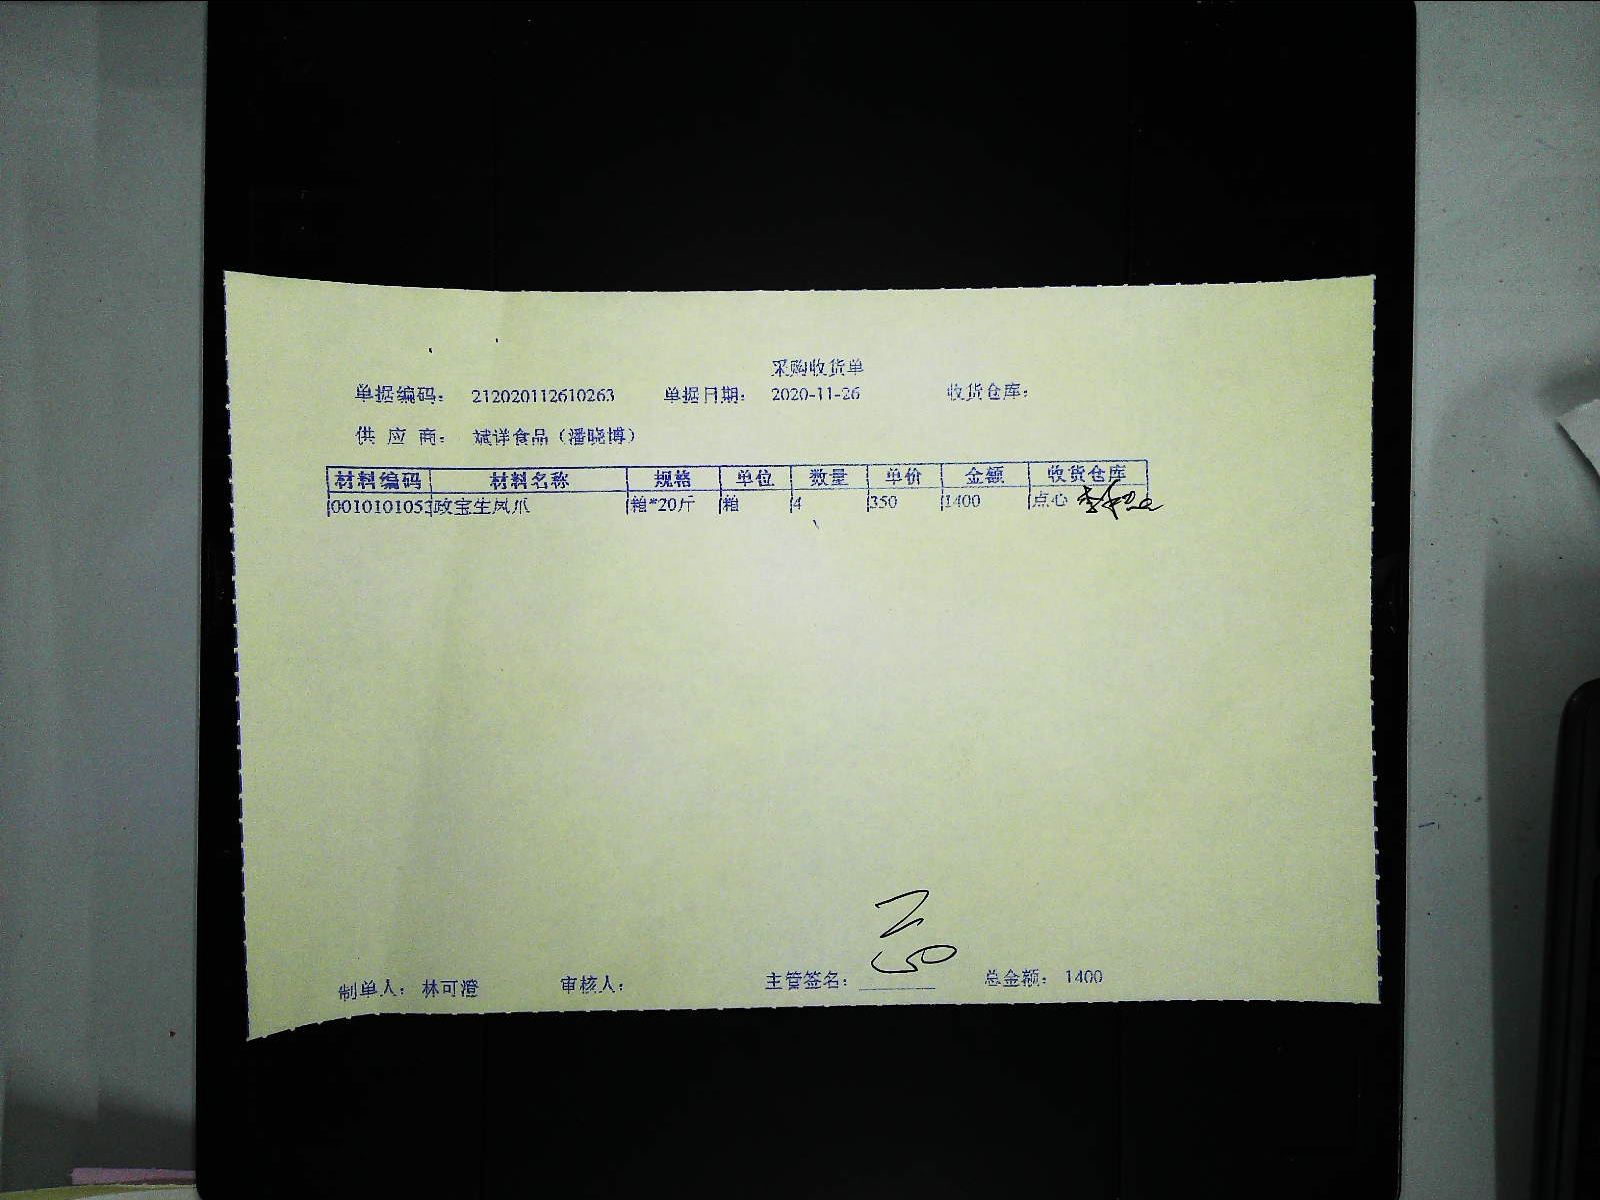 采购收货单
单据编码： 212020112610263 单据日期： 2020-11-26 收货仓库：
供 应 商： 斌详食品（潘晓博）
材料编码 材料名称 规格 单位 数量 单价 金额 收货仓库
0010101053 政宝生凤爪 箱*20斤 箱 4 350 1400 点心
制单人： 林可澄 审核人： 主管签名： 总金额： 1400